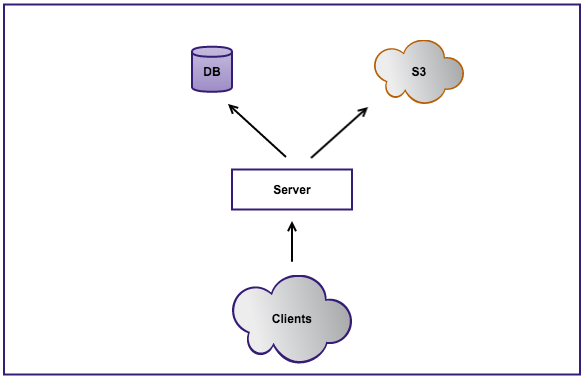 DB
S3
Server
Clients